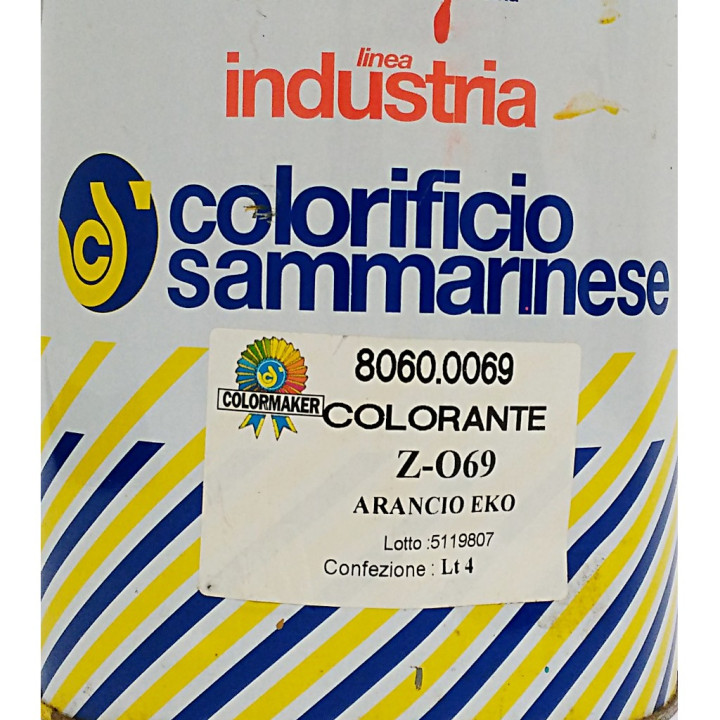 linea
industria
colorificio
sammarinese
8060.0069
COLORMAKER
COLORANTE
Z-O69
ARANCIO EKO
Lotto :5119807
Confezione : Lt 4